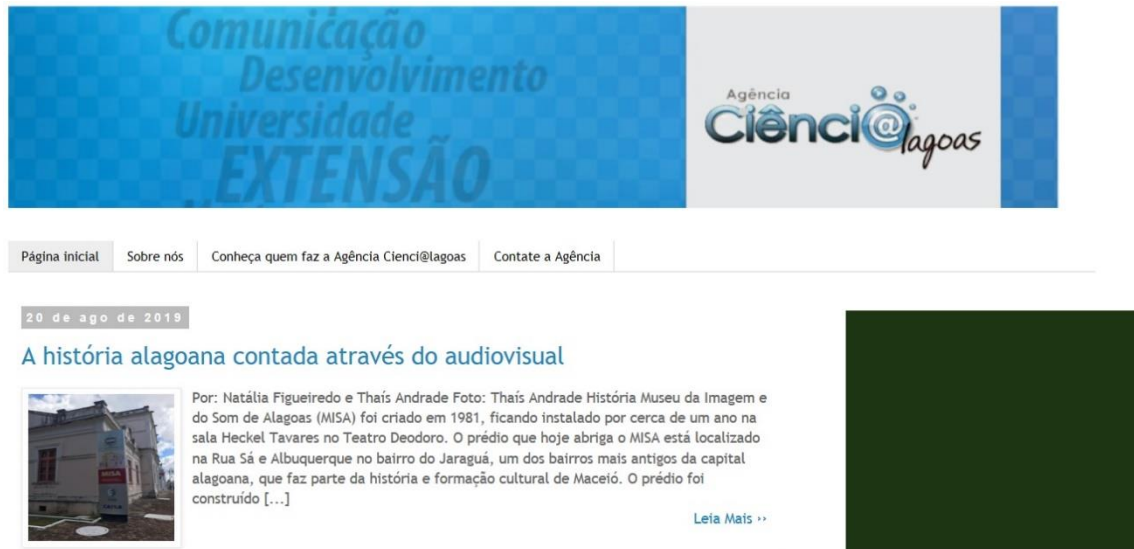 Comunicação
Desenvolvimento
Universidade
EXTENSÃO
Agência
Ciênci@lagoas
Página inicial
Sobre nós
Conheça quem faz a Agência Cienci@lagoas
Contate a Agência
20 de ago de 2019
A história alagoana contada através do audiovisual
Por: Natália Figueiredo e Thaís Andrade Foto: Thaís Andrade História Museu da Imagem e
do Som de Alagoas (MISA) foi criado em 1981, ficando instalado por cerca de um ano na
sala Heckel Tavares no Teatro Deodoro. O prédio que hoje abriga o MISA está localizado
na Rua Sá e Albuquerque no bairro do Jaraguá, um dos bairros mais antigos da capital
alagoana, que faz parte da história e formação cultural de Maceió. O prédio foi
construído [...]
Leia Mais ››
MISA